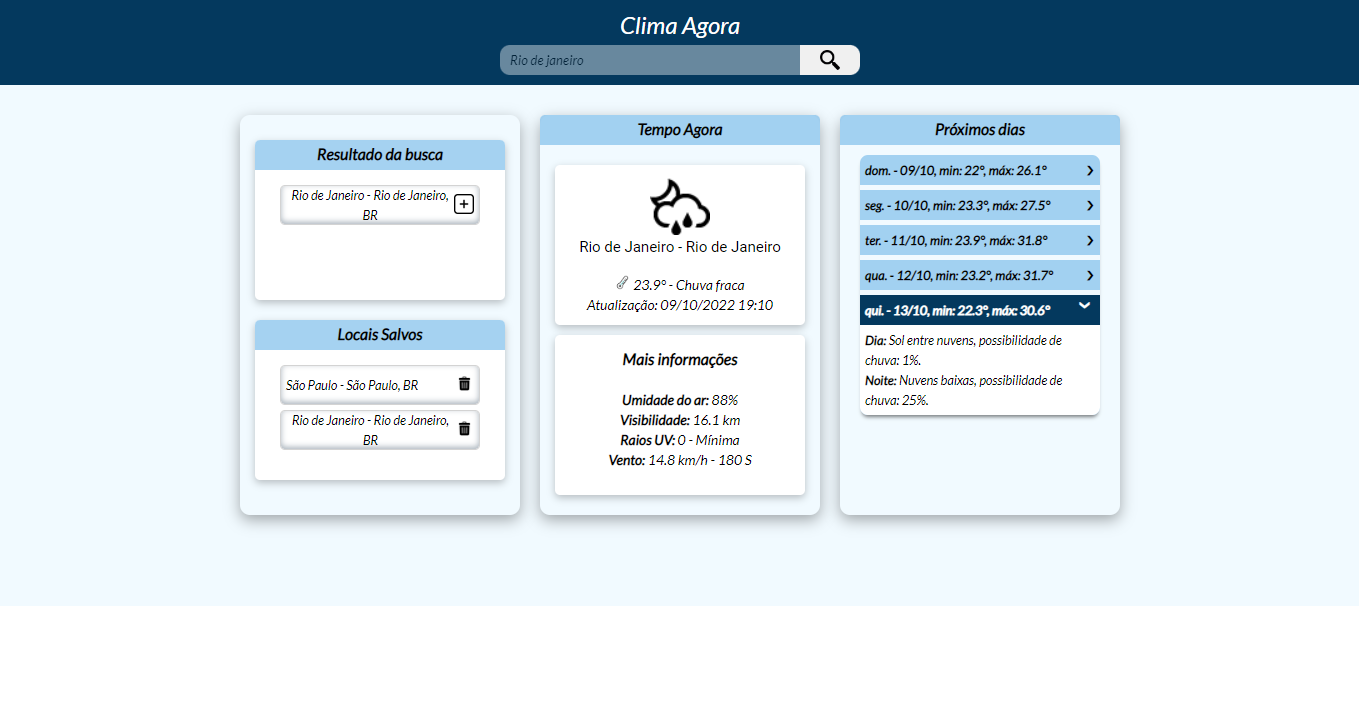 Clima Agora
Rio de janeiro
Resultado da busca
Rio de Janeiro - Rio de Janeiro,
BR
Locais Salvos
São Paulo - São Paulo, BR
Rio de Janeiro - Rio de Janeiro,
BR
Tempo Agora
Rio de Janeiro - Rio de Janeiro
23.9° - Chuva fraca
Atualização: 09/10/2022 19:10
Mais informações
Umidade do ar: 88%
Visibilidade: 16.1 km
Raios UV: 0 - Mínima
Vento: 14.8 km/h - 180 S
Próximos dias
dom. - 09/10, min: 22°, máx: 26.1°
seg. - 10/10, min: 23.3°, máx: 27.5°
ter. - 11/10, min: 23.9°, máx: 31.8°
qua. - 12/10, min: 23.2°, máx: 31.7°
qui. - 13/10, min: 22.3°, máx: 30.6°
Dia: Sol entre nuvens, possibilidade de
chuva: 1%.
Noite: Nuvens baixas, possibilidade de
chuva: 25%.